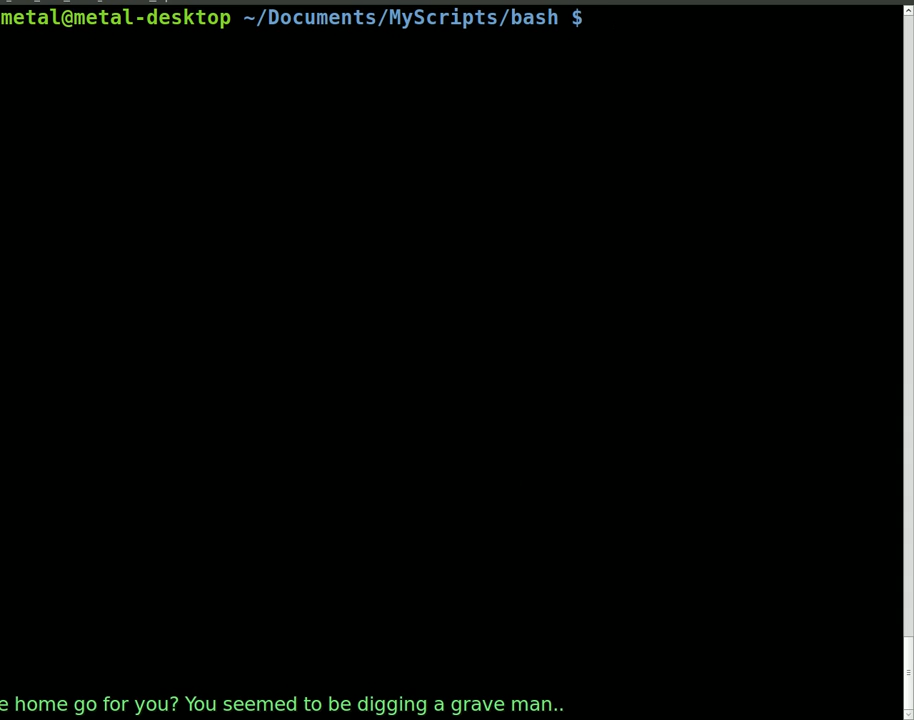 metal@metal-desktop ~/Documents/MyScripts/bash $
home go for you? You seemed to be digging a grave man..